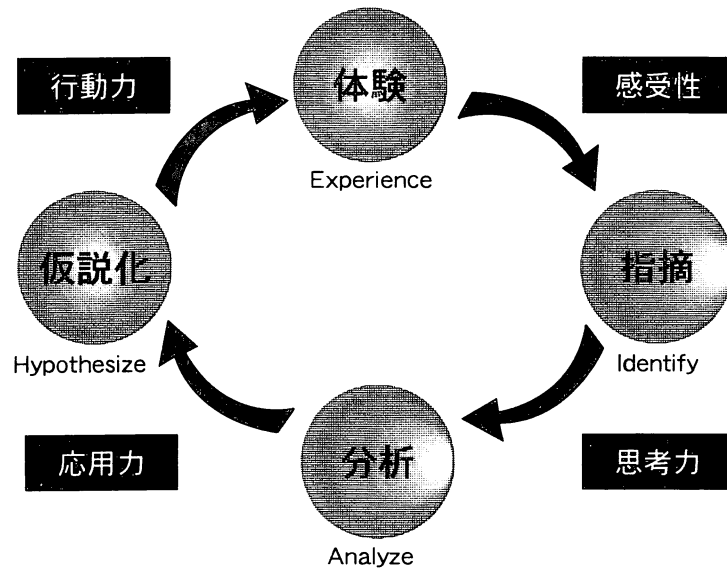 行動力
体験
Experience
感受性
仮説化
Hypothesize
指摘
Identify
応用力
分析
Analyze
思考力